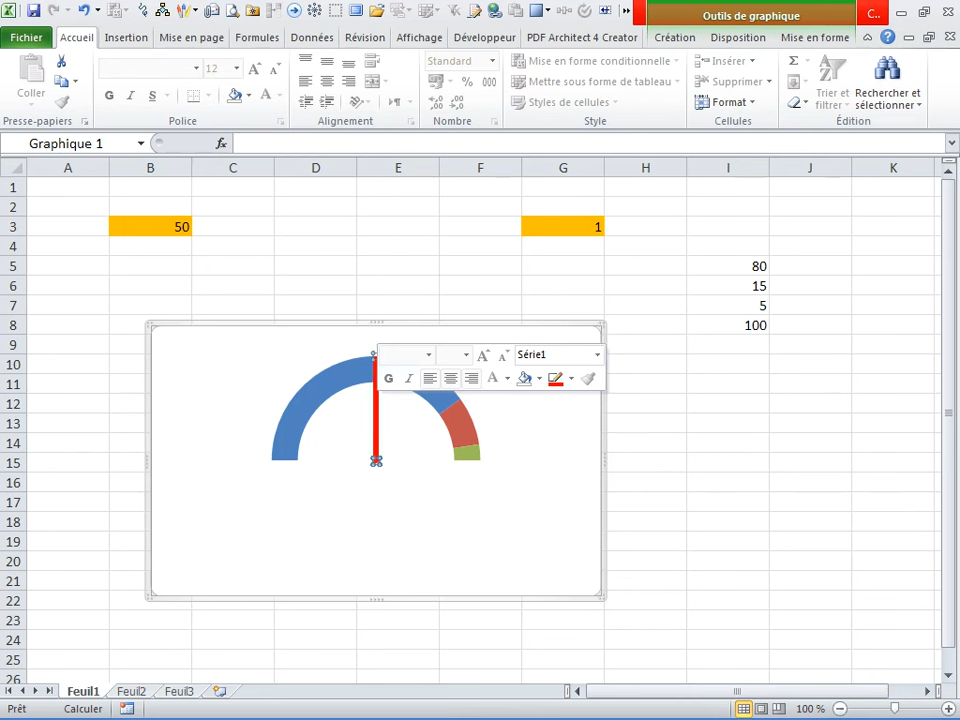 Outils de graphique
C...
Fichier
Accueil
Insertion
Mise en page
Formules
Données
Révision
Affichage
Développeur
PDF Architect 4 Creator
Création
Disposition
Mise en forme
Coller
12
G I S
A
Standard
% 000
Mise en forme conditionnelle
Mettre sous forme de tableau
Styles de cellules
Insérer
Supprimer
Format
Σ
Trier et filtrer
Rechercher et sélectionner
Presse-papiers
Police
Alignement
Nombre
Style
Cellules
Édition
Graphique 1
fx
A B C D E F G H I J K
1
2
3 50 1
4
5 80
6 15
7 5
8 100
9
10
11
12
13
14
15
16
17
18
19
20
21
22
23
24
25
26
Série1
G I A
Feuil1
Feuil2
Feuil3
Prêt
Calculer
100 %